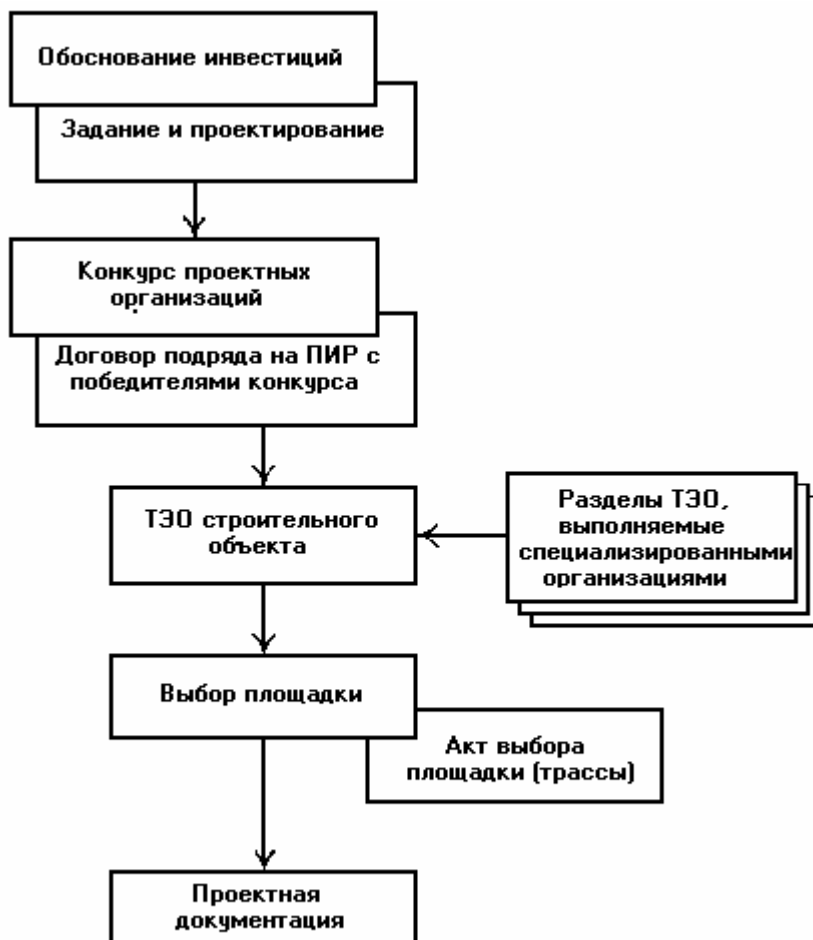 Обоснование инвестиций
Задание и проектирование
Конкурс проектных
организаций
Договор подряда на ПИР с
победителями конкурса
ТЭО строительного
объекта
Разделы ТЭО,
выполняемые
специализированными
организациями
Выбор площадки
Акт выбора
площадки (трассы)
Проектная
документация